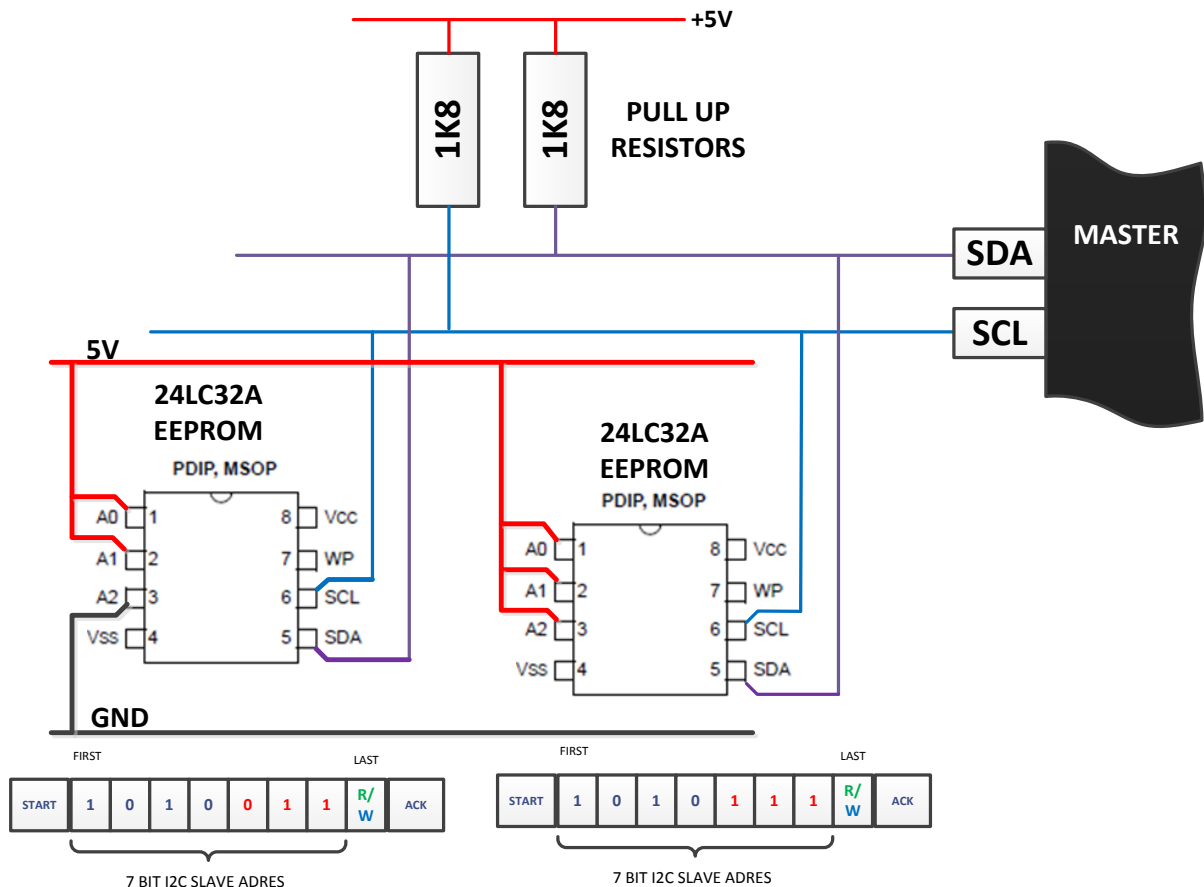 +5V
1K8
1K8
PULL UP
RESISTORS
SDA
MASTER
SCL
5V
24LC32A
EEPROM
PDIP, MSOP
A0 1 8 Vcc
A1 2 7 WP
A2 3 6 SCL
Vss 4 5 SDA
24LC32A
EEPROM
PDIP, MSOP
A0 1 8 Vcc
A1 2 7 WP
A2 3 6 SCL
Vss 4 5 SDA
GND
FIRST LAST
START 1 0 1 0 0 1 1 R/W ACK
7 BIT I2C SLAVE ADRES
FIRST LAST
START 1 0 1 0 1 1 1 R/W ACK
7 BIT I2C SLAVE ADRES